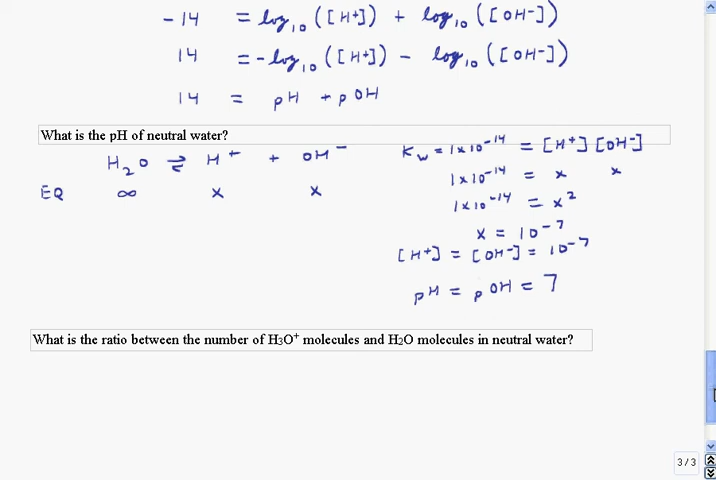 -14 = log₁₀([H+]) + log₁₀([OH-])
14 = -log₁₀([H+]) - log₁₀([OH-])
14 = pH + pOH
What is the pH of neutral water?
H₂O ⇌ H⁺ + OH⁻
EQ ∞ x x
Kw = 1x10⁻¹⁴ = [H+][OH-]
1x10⁻¹⁴ = x x
1x10⁻¹⁴ = x²
x = 10⁻⁷
[H+] = [OH-] = 10⁻⁷
pH = pOH = 7
What is the ratio between the number of H₃O⁺ molecules and H₂O molecules in neutral water?
3 / 3